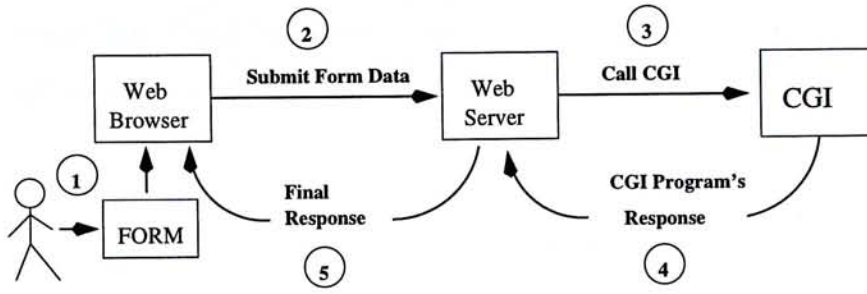 2
3
Submit Form Data
Call CGI
Web
Browser
Web
Server
CGI
1
FORM
Final
Response
CGI Program's
Response
5
4